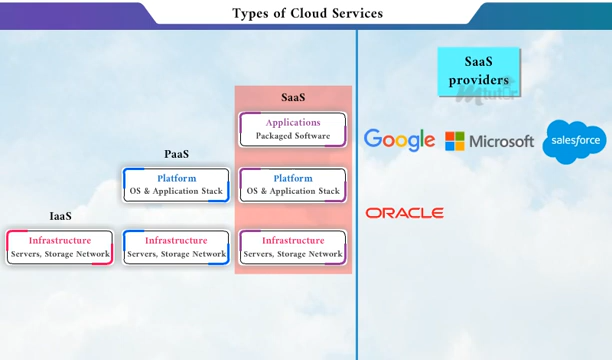 Types of Cloud Services
SaaS
Applications
Packaged Software
PaaS
Platform
OS & Application Stack
Platform
OS & Application Stack
IaaS
Infrastructure
Servers, Storage Network
Infrastructure
Servers, Storage Network
Infrastructure
Servers, Storage Network
SaaS
providers
mtutor
Google
Microsoft
salesforce
ORACLE